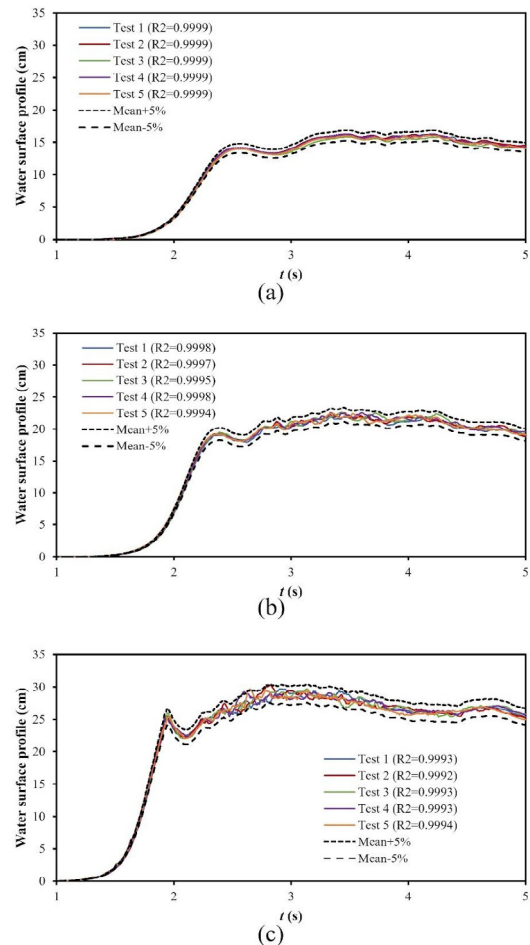 35
30
25
20
15
10
5
0
Water surface profile (cm)
Test 1 (R2=0.9999)
Test 2 (R2=0.9999)
Test 3 (R2=0.9999)
Test 4 (R2=0.9999)
Test 5 (R2=0.9999)
Mean+5%
Mean-5%
1 2 3 4 5
t (s)
(a)
35
30
25
20
15
10
5
0
Water surface profile (cm)
Test 1 (R2=0.9998)
Test 2 (R2=0.9997)
Test 3 (R2=0.9995)
Test 4 (R2=0.9998)
Test 5 (R2=0.9994)
Mean+5%
Mean-5%
1 2 3 4 5
t (s)
(b)
35
30
25
20
15
10
5
0
Water surface profile (cm)
Test 1 (R2=0.9993)
Test 2 (R2=0.9992)
Test 3 (R2=0.9993)
Test 4 (R2=0.9993)
Test 5 (R2=0.9994)
Mean+5%
Mean-5%
1 2 3 4 5
t (s)
(c)